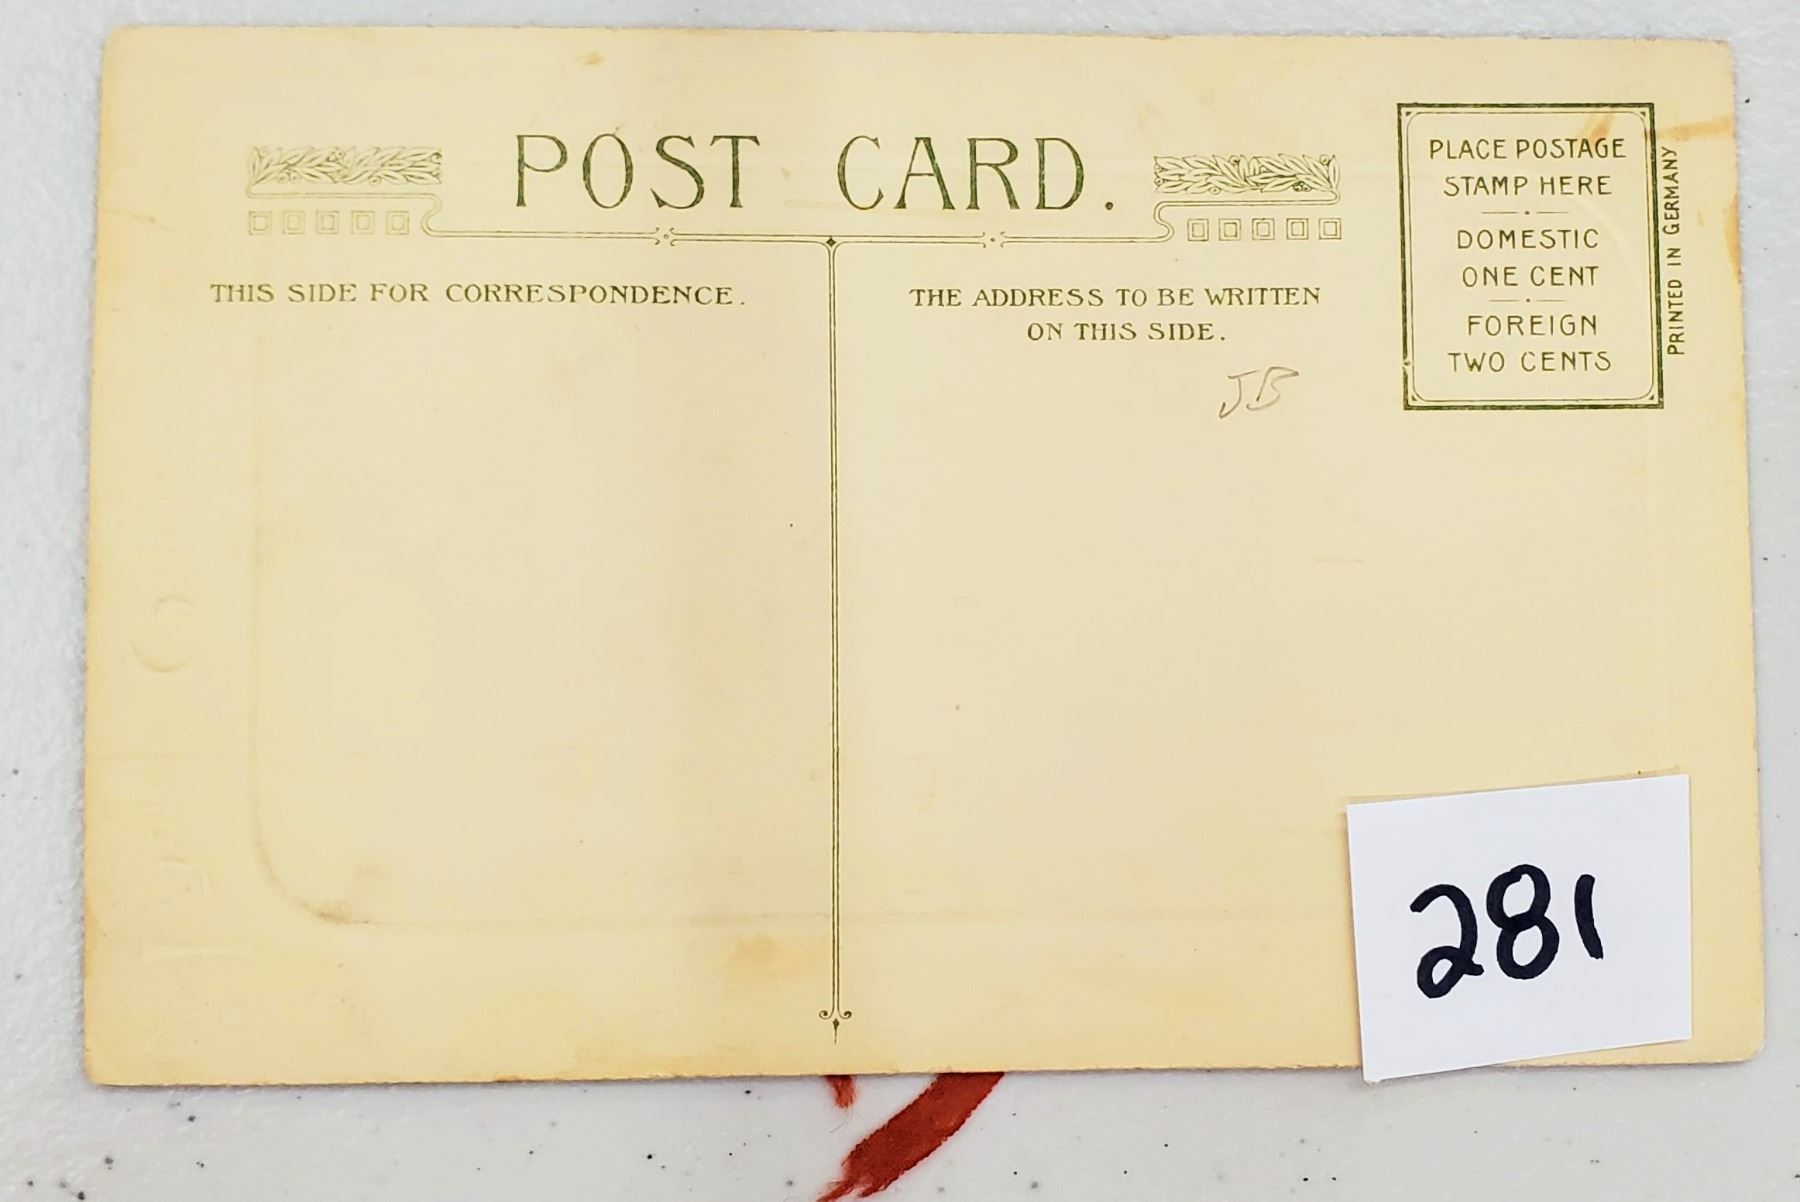 POST CARD.
THIS SIDE FOR CORRESPONDENCE.
THE ADDRESS TO BE WRITTEN
ON THIS SIDE.
JB
PLACE POSTAGE
STAMP HERE
DOMESTIC
ONE CENT
FOREIGN
TWO CENTS
PRINTED IN GERMANY
281